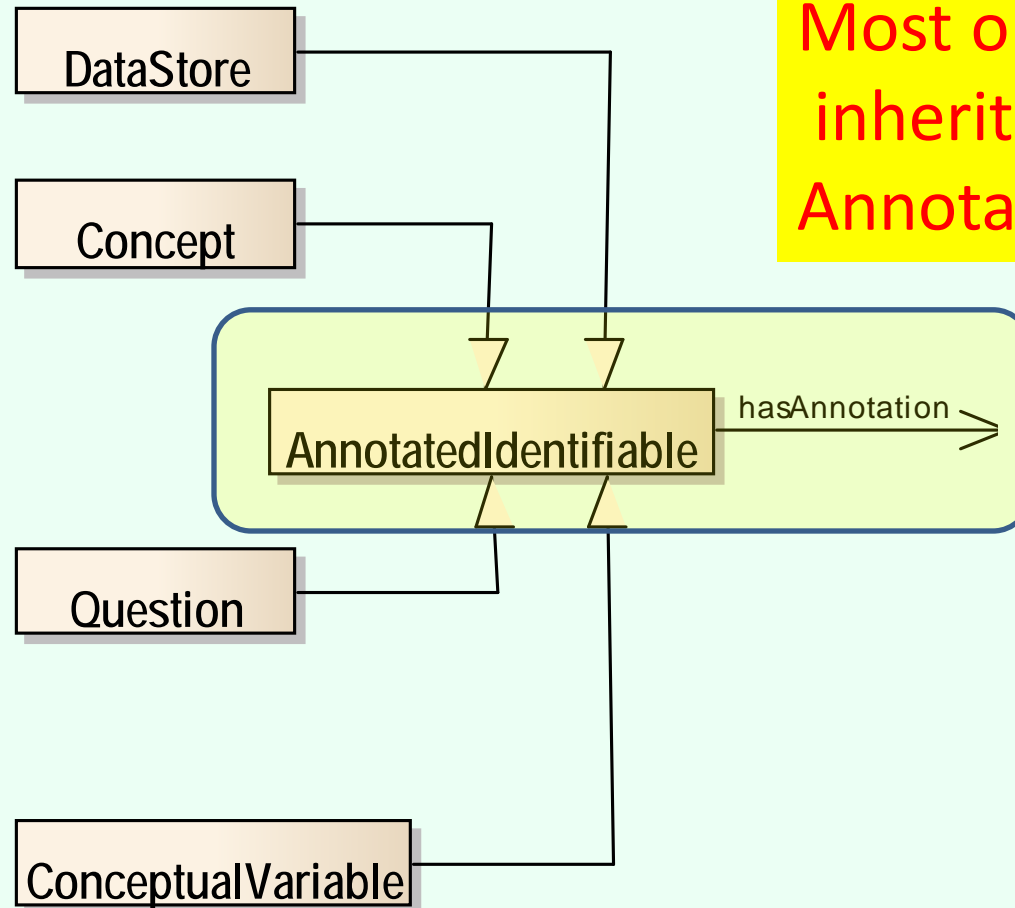 DataStore
Most o
inherit
Annota
Concept
hasAnnotation
AnnotatedIdentifiable
Question
ConceptualVariable